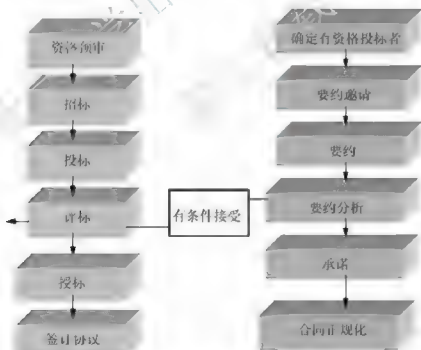 资格预审
招标
投标
评标
授标
签订协议
有条件接受
确定有资格投标者
要约邀请
要约
要约分析
承诺
合同正规化